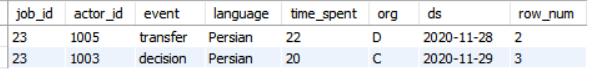 job_id actor_id event language time_spent org ds row_num
23 1005 transfer Persian 22 D 2020-11-28 2
23 1003 decision Persian 20 C 2020-11-29 3